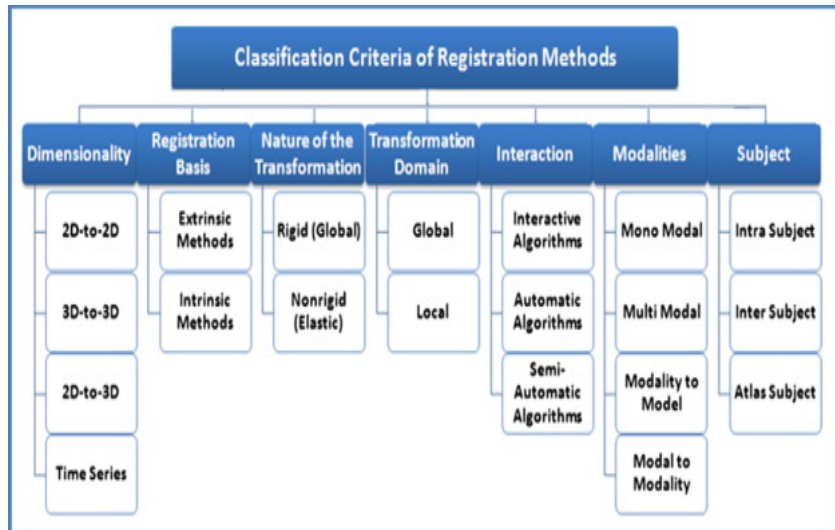 Classification Criteria of Registration Methods
Dimensionality
2D-to-2D
3D-to-3D
2D-to-3D
Time Series
Registration
Basis
Extrinsic
Methods
Intrinsic
Methods
Nature of the
Transformation
Rigid (Global)
Nonrigid
(Elastic)
Transformation
Domain
Global
Local
Interaction
Interactive
Algorithms
Automatic
Algorithms
Semi-
Automatic
Algorithms
Modalities
Mono Modal
Multi Modal
Modality to
Model
Modal to
Modality
Subject
Intra Subject
Inter Subject
Atlas Subject